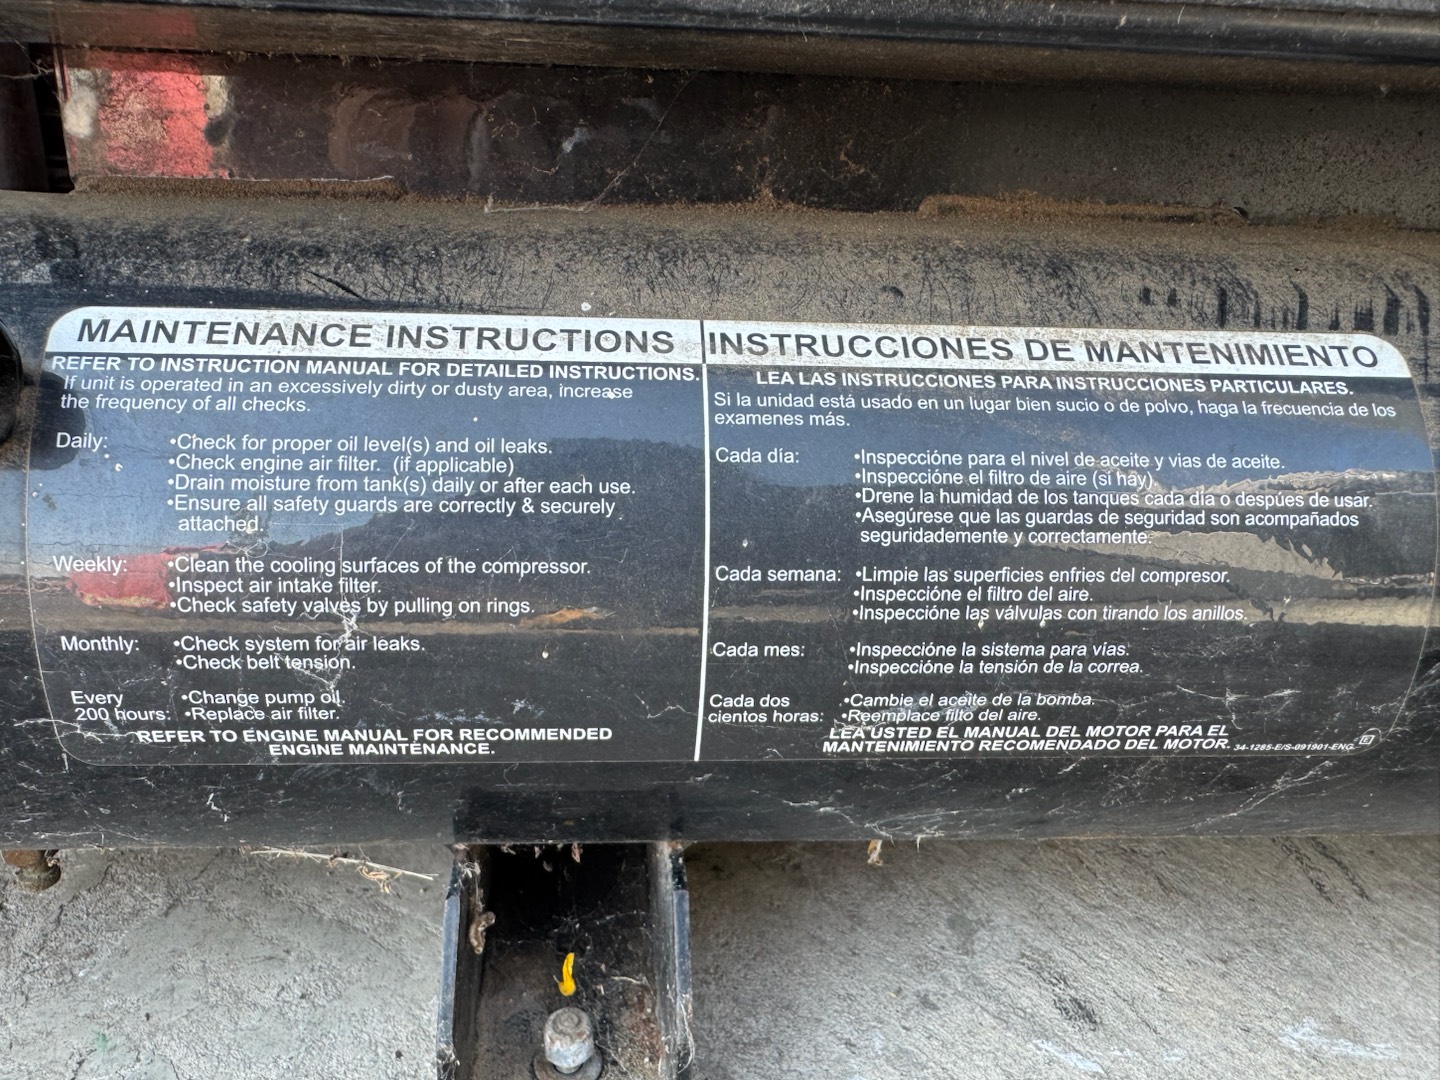 MAINTENANCE INSTRUCTIONS
REFER TO INSTRUCTION MANUAL FOR DETAILED INSTRUCTIONS.
If unit is operated in an excessively dirty or dusty area, increase
the frequency of all checks.
Daily: •Check for proper oil level(s) and oil leaks.
•Check engine air filter. (if applicable)
•Drain moisture from tank(s) daily or after each use.
•Ensure all safety guards are correctly & securely
attached.
Weekly: •Clean the cooling surfaces of the compressor.
•Inspect air intake filter.
•Check safety valves by pulling on rings.
Monthly: •Check system for air leaks.
•Check belt tension.
Every •Change pump oil.
200 hours: •Replace air filter.
REFER TO ENGINE MANUAL FOR RECOMMENDED
ENGINE MAINTENANCE.
INSTRUCCIONES DE MANTENIMIENTO
LEA LAS INSTRUCCIONES PARA INSTRUCCIONES PARTICULARES.
Si la unidad está usado en un lugar bien sucio o de polvo, haga la frecuencia de los
examenes más.
Cada día: •Inspeccióne para el nivel de aceite y vias de aceite.
•Inspeccióne el filtro de aire (si hay).
•Drene la humidad de los tanques cada día o despúes de usar.
•Asegúrese que las guardas de seguridad son acompañados
seguridademente y correctamente.
Cada semana: •Limpie las superficies enfries del compresor.
•Inspeccióne el filtro del aire.
•Inspeccióne las válvulas con tirando los anillos.
Cada mes: •Inspeccióne la sistema para vías.
•Inspeccióne la tensión de la correa.
Cada dos •Cambie el aceite de la bomba.
cientos horas: •Reemplace filto del aire.
LEA USTED EL MANUAL DEL MOTOR PARA EL
MANTENIMIENTO RECOMENDADO DEL MOTOR. 34-1285-E/S-091901-ENG